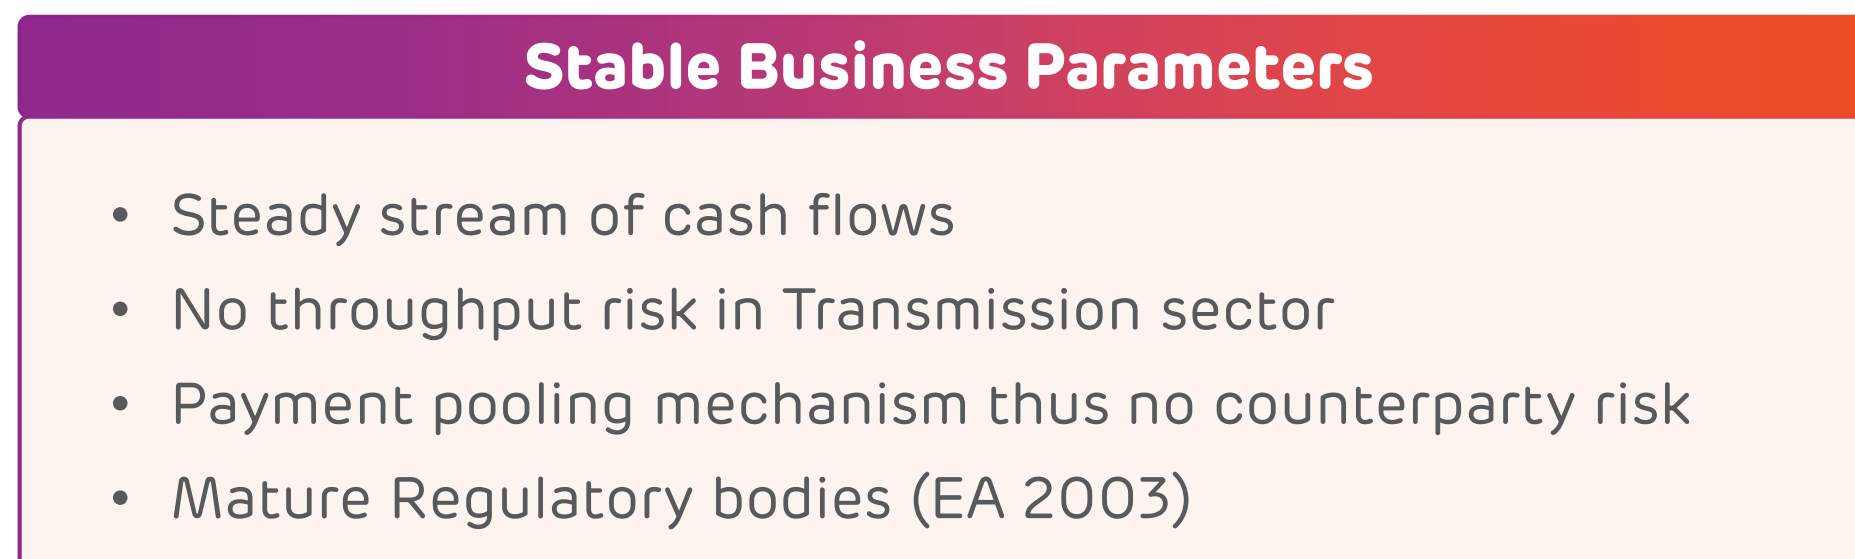 Stable Business Parameters
• Steady stream of cash flows
• No throughput risk in Transmission sector
• Payment pooling mechanism thus no counterparty risk
• Mature Regulatory bodies (EA 2003)